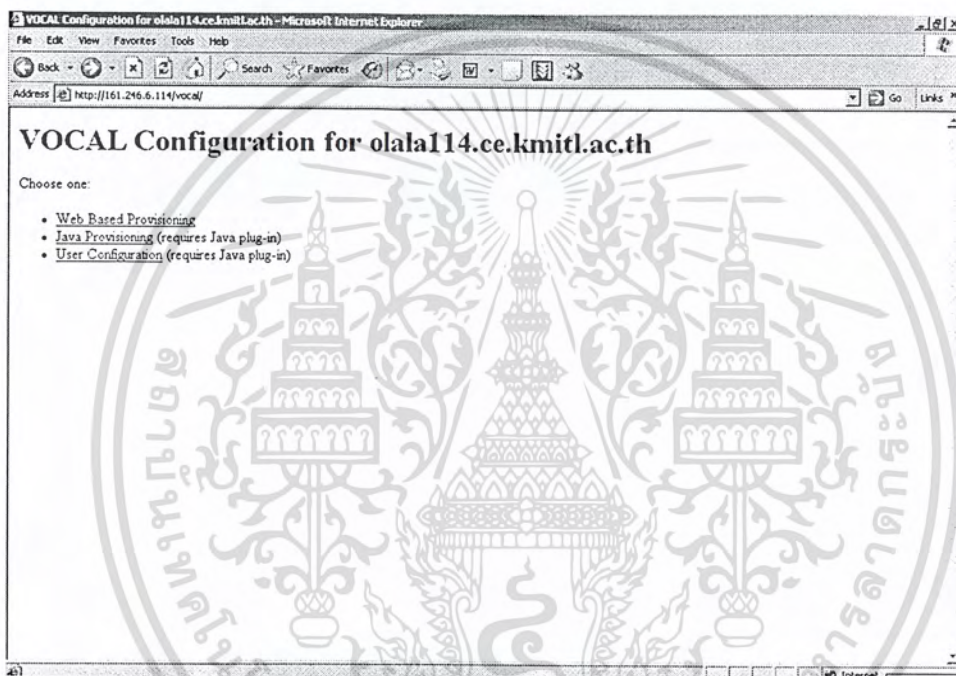 VOCAL Configuration for olala114.ce.kmitl.ac.th - Microsoft Internet Explorer
File Edit View Favorites Tools Help
Back Search Favorites
Address http://161.246.6.114/vocal/ Go Links »
VOCAL Configuration for olala114.ce.kmitl.ac.th
Choose one:
• Web Based Provisioning
• Java Provisioning (requires Java plug-in)
• User Configuration (requires Java plug-in)
Internet